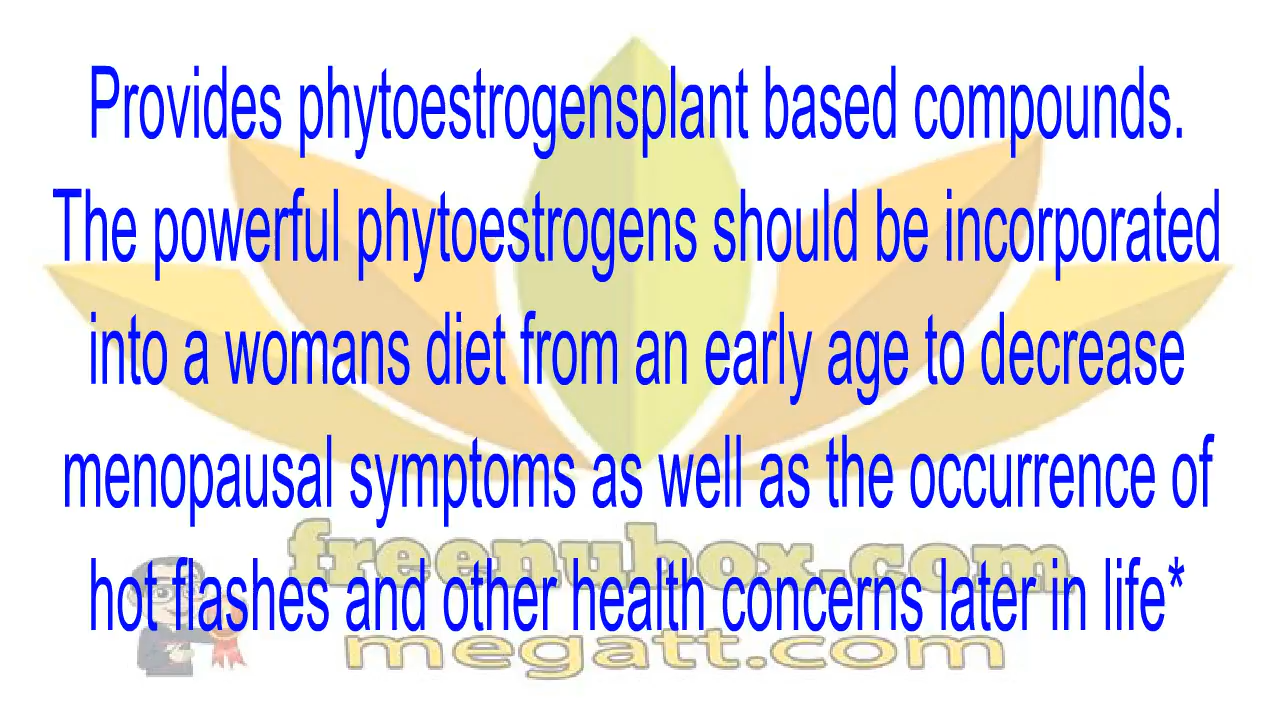 Provides phytoestrogensplant based compounds.
The powerful phytoestrogens should be incorporated
into a womans diet from an early age to decrease
menopausal symptoms as well as the occurrence of
freenubox.com
hot flashes and other health concerns later in life*
megatt.com